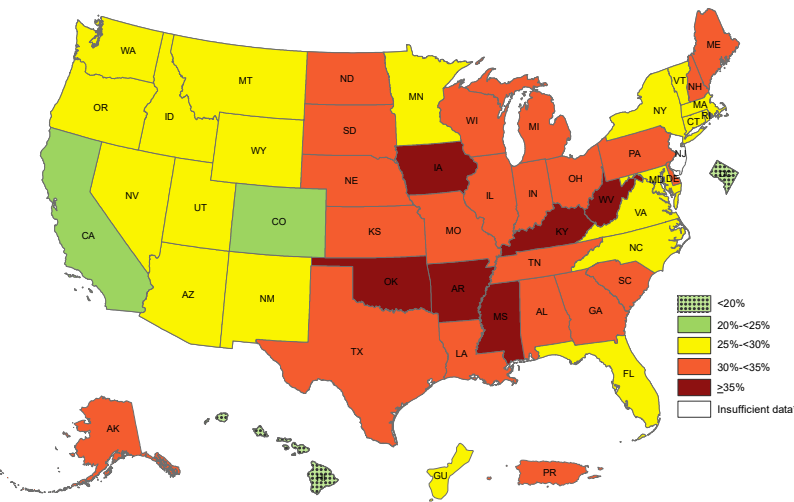 WA
MT
ND
MN
ME
VT
NH
OR
ID
WY
SD
WI
MI
NY
MA
RI
CT
NV
UT
CO
NE
IA
IL
IN
OH
PA
NJ
MD
DE
DC
CA
KS
MO
KY
WV
VA
AZ
NM
OK
AR
TN
NC
TX
LA
MS
AL
GA
SC
FL
AK
HI
GU
PR
<20%
20%-<25%
25%-<30%
30%-<35%
≥35%
Insufficient data